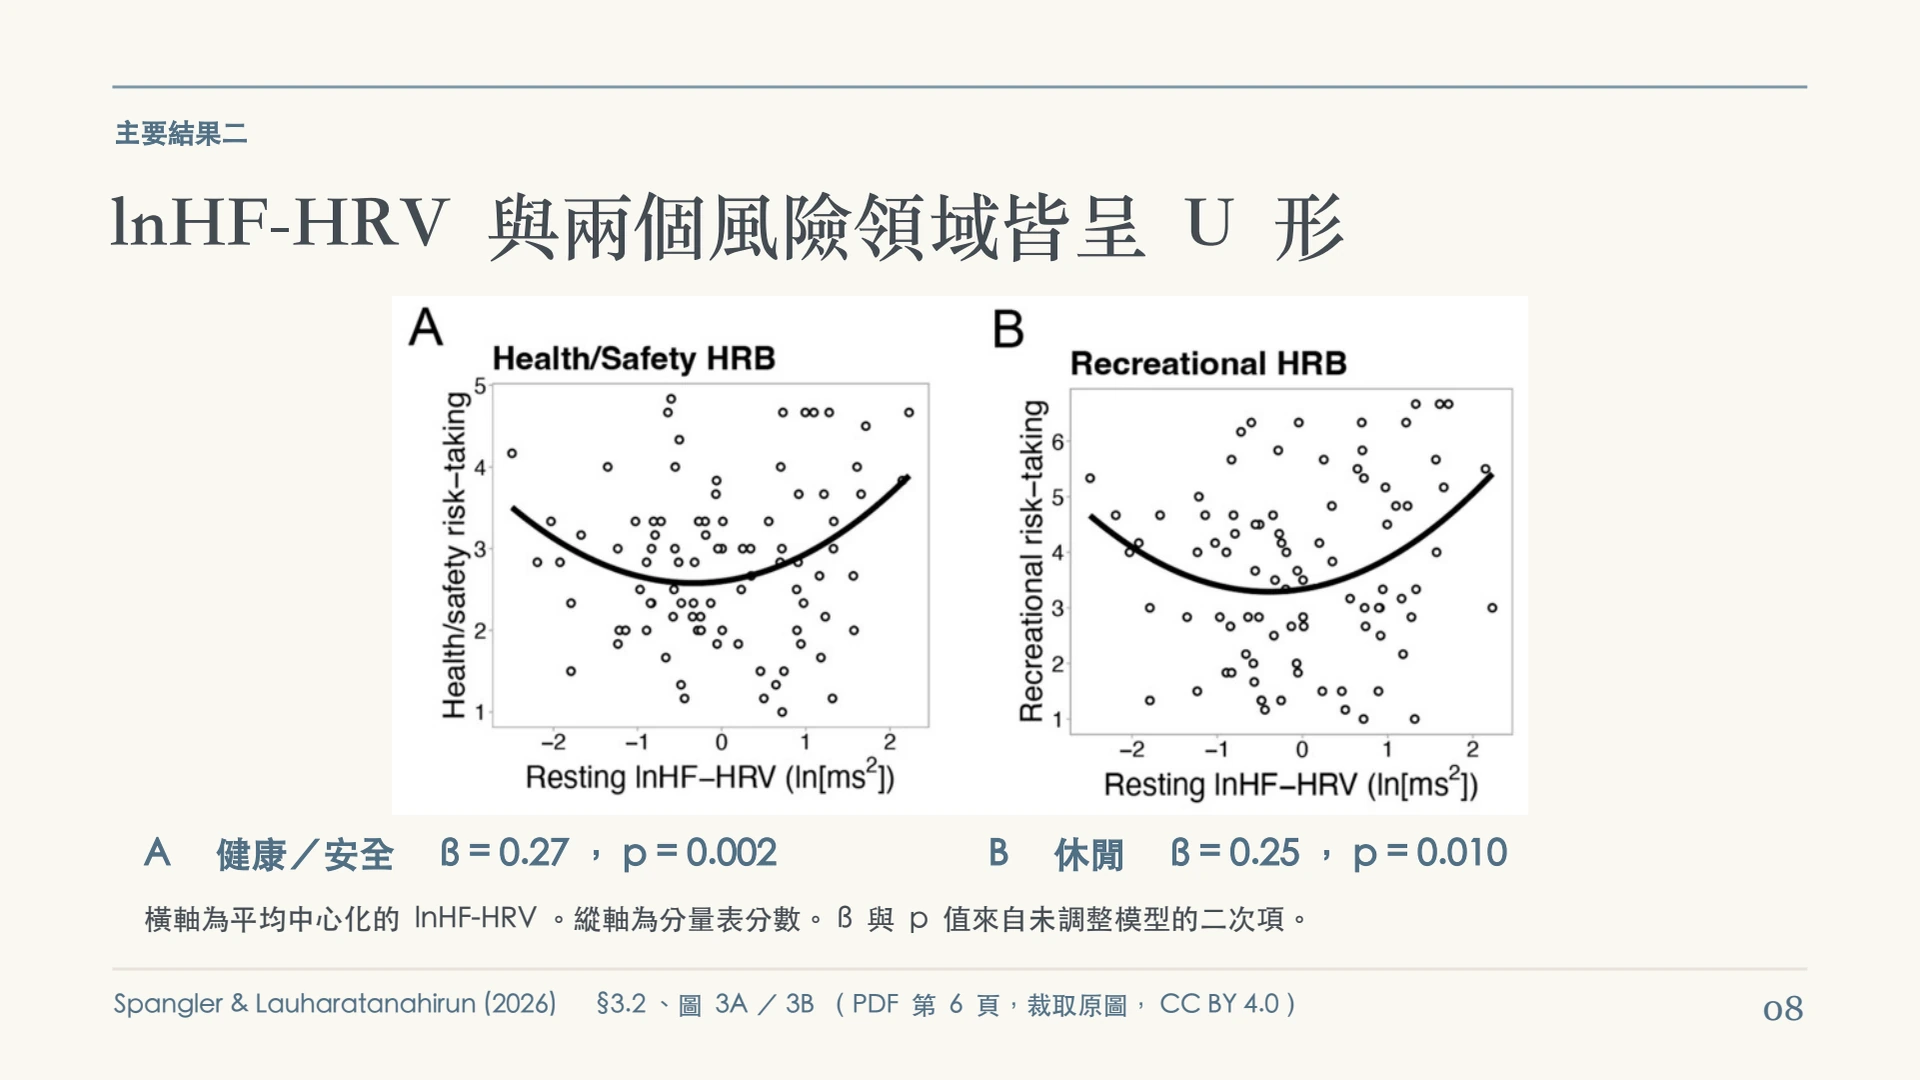 主要結果二
lnHF-HRV 與兩個風險領域皆呈 U 形
A
Health/Safety HRB
Health/safety risk–taking
5
4
3
2
1
−2 −1 0 1 2
Resting lnHF–HRV (ln[ms²])
B
Recreational HRB
Recreational risk–taking
6
5
4
3
2
1
−2 −1 0 1 2
Resting lnHF–HRV (ln[ms²])
A 健康／安全 ß = 0.27 ，p = 0.002
B 休閒 ß = 0.25 ，p = 0.010
橫軸為平均中心化的 lnHF-HRV 。縱軸為分量表分數。ß 與 p 值來自未調整模型的二次項。
Spangler & Lauharatanahirun (2026) §3.2 、圖 3A ／ 3B （ PDF 第 6 頁，裁取原圖， CC BY 4.0 ）
08